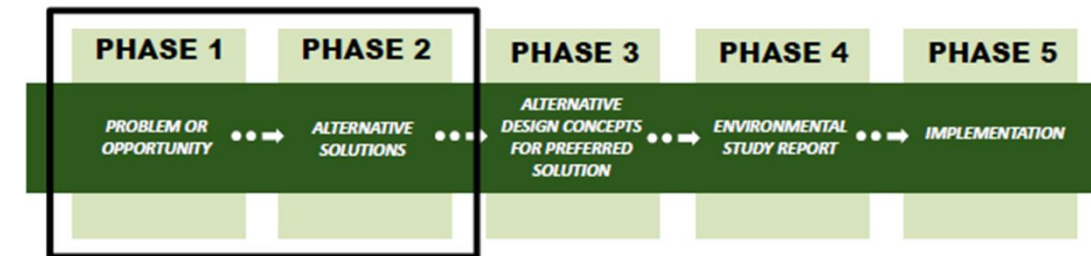 PHASE 1
PROBLEM OR
OPPORTUNITY
PHASE 2
ALTERNATIVE
SOLUTIONS
PHASE 3
ALTERNATIVE
DESIGN CONCEPTS
FOR PREFERRED
SOLUTION
PHASE 4
ENVIRONMENTAL
STUDY REPORT
PHASE 5
IMPLEMENTATION